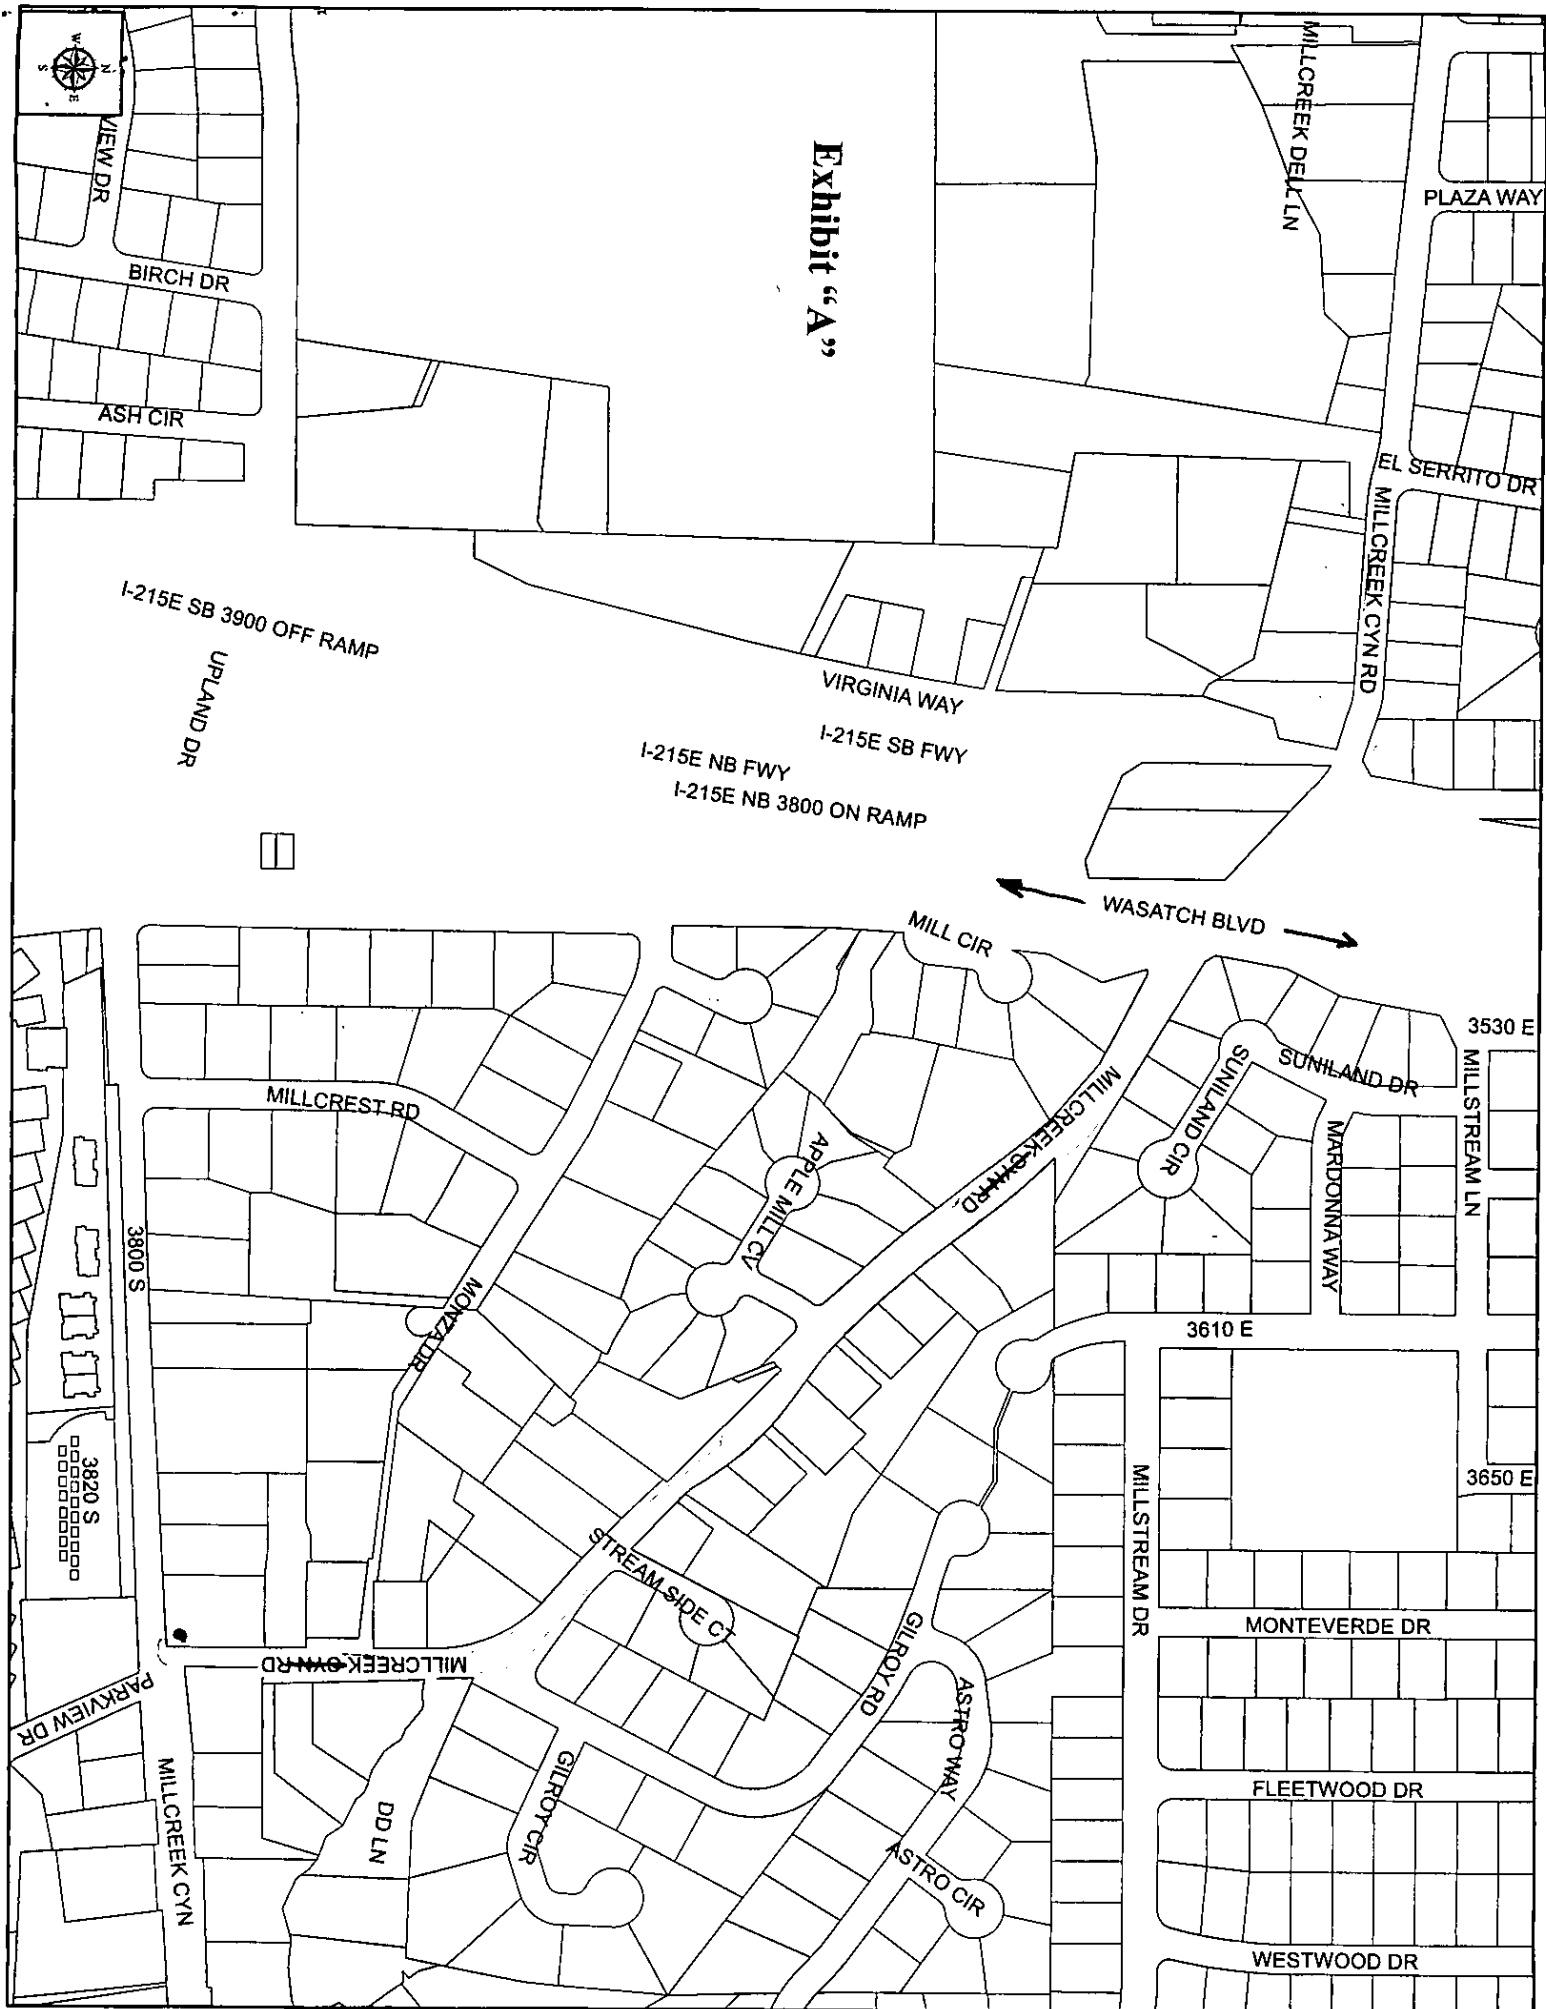 W
N
S
E
VIEW DR
MILLCREEK DELL LN
PLAZA WAY
Exhibit “A”
BIRCH DR
ASH CIR
EL SERRITO DR
MILLCREEK CYN RD
I-215E SB 3900 OFF RAMP
UPLAND DR
VIRGINIA WAY
I-215E SB FWY
I-215E NB FWY
I-215E NB 3800 ON RAMP
WASATCH BLVD
MILL CIR
3530 E
SUNILAND DR
SUNILAND CIR
MILLSTREAM LN
MILLCREEK CYN RD
MILLCREST RD
MARDONNA WAY
APPLE MILL CV
3800 S
MONZA DR
3610 E
3820 S
3650 E
MILLSTREAM DR
STREAM SIDE CT
GILROY RD
MONTEVERDE DR
MILLCREEK CYN RD
PARKVIEW DR
ASTRO WAY
MILLCREEK CYN
GILROY CIR
DD LN
FLEETWOOD DR
ASTRO CIR
WESTWOOD DR